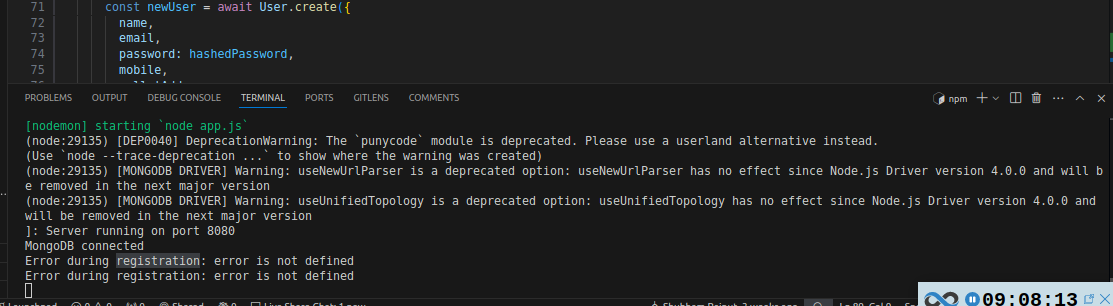 71 const newUser = await User.create({
72 name,
73 email,
74 password: hashedPassword,
75 mobile,
PROBLEMS OUTPUT DEBUG CONSOLE TERMINAL PORTS GITLENS COMMENTS npm
[nodemon] starting `node app.js`
(node:29135) [DEP0040] DeprecationWarning: The `punycode` module is deprecated. Please use a userland alternative instead.
(Use `node --trace-deprecation ...` to show where the warning was created)
(node:29135) [MONGODB DRIVER] Warning: useNewUrlParser is a deprecated option: useNewUrlParser has no effect since Node.js Driver version 4.0.0 and will b
e removed in the next major version
(node:29135) [MONGODB DRIVER] Warning: useUnifiedTopology is a deprecated option: useUnifiedTopology has no effect since Node.js Driver version 4.0.0 and
will be removed in the next major version
]: Server running on port 8080
MongoDB connected
Error during registration: error is not defined
Error during registration: error is not defined
09:08:13